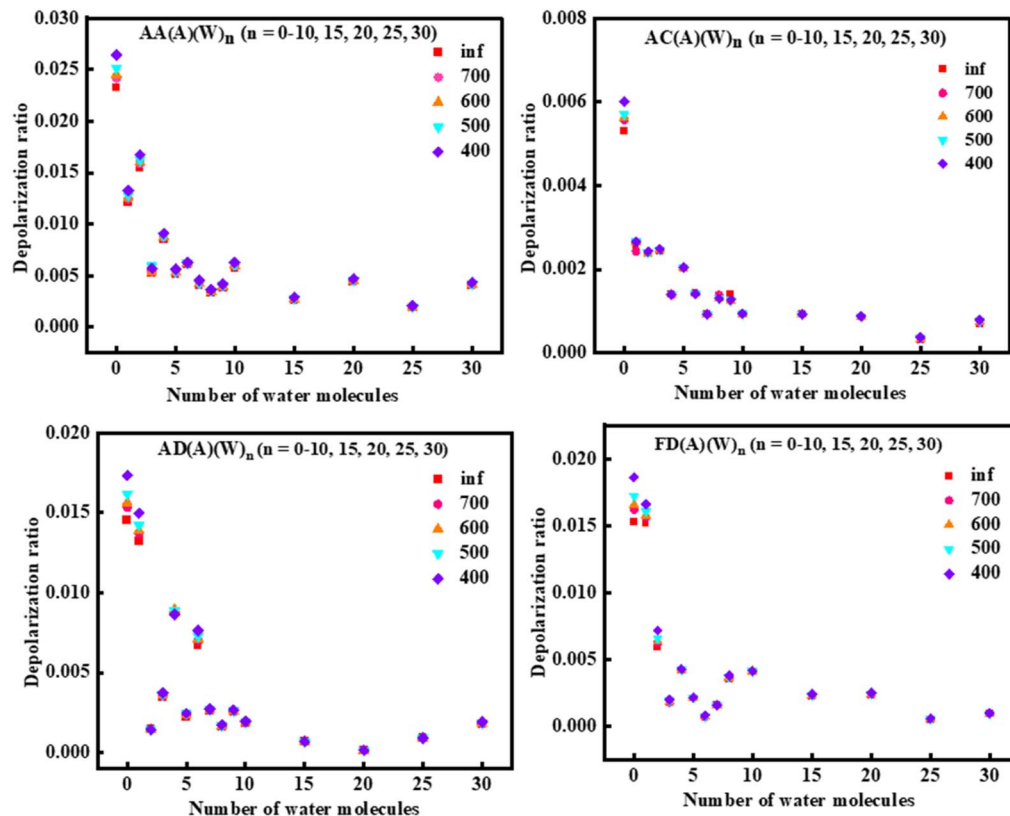 AA(A)(W)n (n = 0-10, 15, 20, 25, 30)
inf
700
600
500
400
0.030
0.025
0.020
0.015
0.010
0.005
0.000
Depolarization ratio
0 5 10 15 20 25 30
Number of water molecules
AC(A)(W)n (n = 0-10, 15, 20, 25, 30)
inf
700
600
500
400
0.008
0.006
0.004
0.002
0.000
Depolarization ratio
0 5 10 15 20 25 30
Number of water molecules
AD(A)(W)n (n = 0-10, 15, 20, 25, 30)
inf
700
600
500
400
0.020
0.015
0.010
0.005
0.000
Depolarization ratio
0 5 10 15 20 25 30
Number of water molecules
FD(A)(W)n (n = 0-10, 15, 20, 25, 30)
inf
700
600
500
400
0.020
0.015
0.010
0.005
0.000
Depolarization ratio
0 5 10 15 20 25 30
Number of water molecules